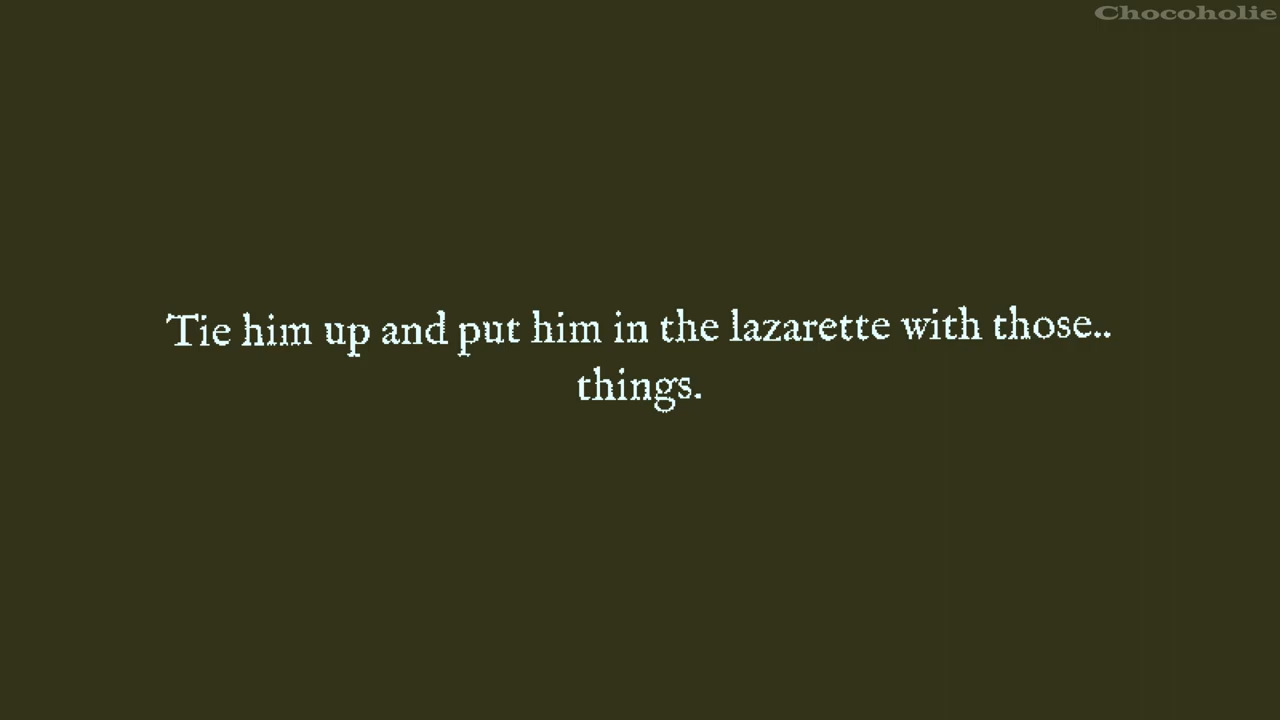 Chocoholie
Tie him up and put him in the lazarette with those..
things.